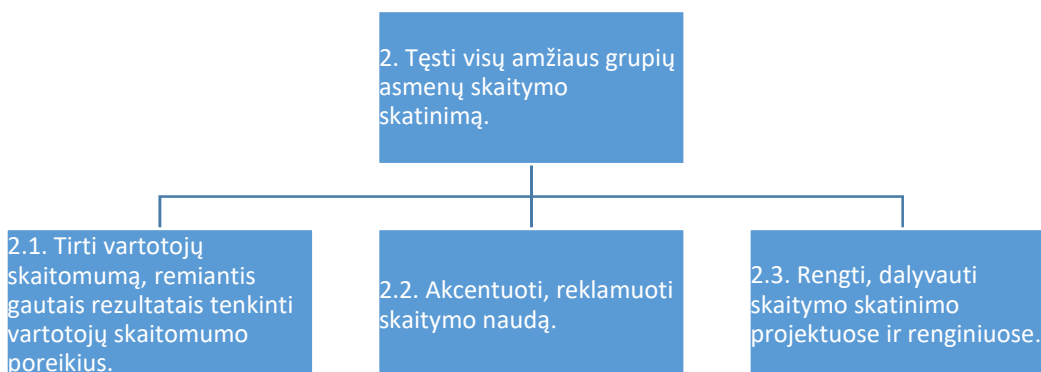 2. Tęsti visų amžiaus grupių
asmenų skaitymo
skatinimą.
2.1. Tirti vartotojų
skaitomumą, remiantis
gautais rezultatais tenkinti
vartotojų skaitomumo
poreikius.
2.2. Akcentuoti, reklamuoti
skaitymo naudą.
2.3. Rengti, dalyvauti
skaitymo skatinimo
projektuose ir renginiuose.